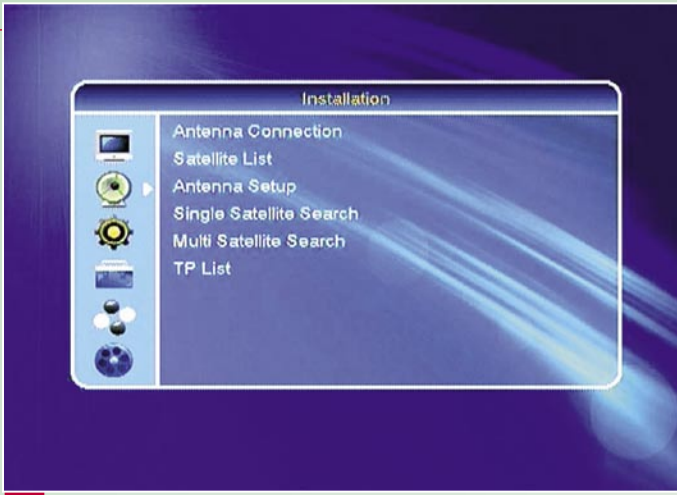 Installation
Antenna Connection
Satellite List
Antenna Setup
Single Satellite Search
Multi Satellite Search
TP List